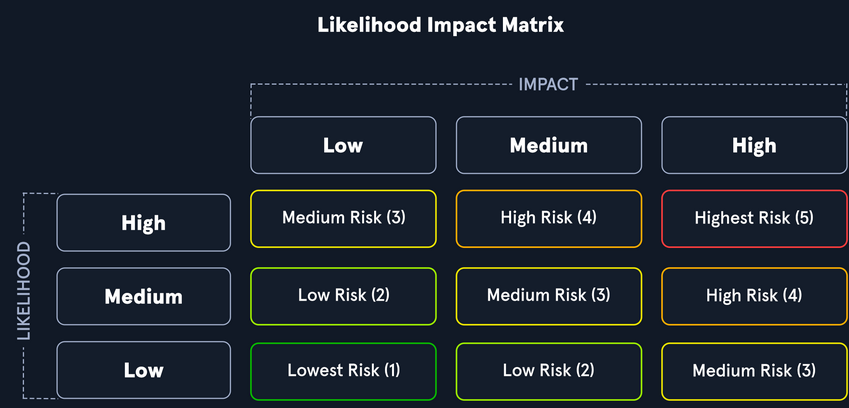 Likelihood Impact Matrix
IMPACT
Low Medium High
LIKELIHOOD
High Medium Risk (3) High Risk (4) Highest Risk (5)
Medium Low Risk (2) Medium Risk (3) High Risk (4)
Low Lowest Risk (1) Low Risk (2) Medium Risk (3)